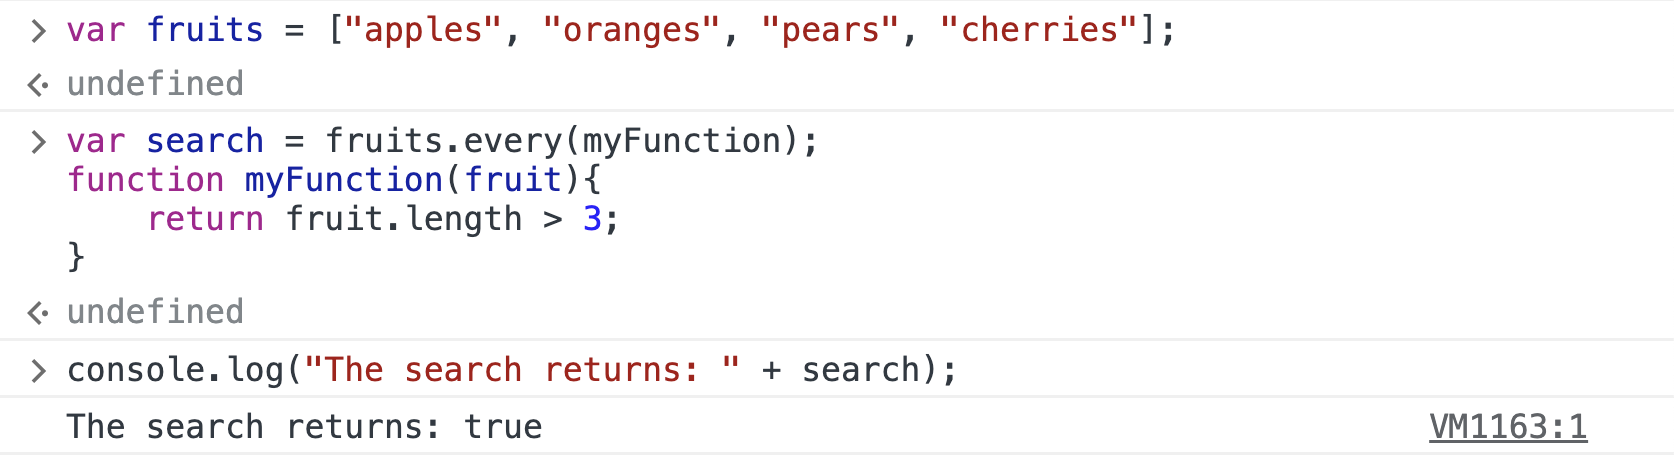 > var fruits = ["apples", "oranges", "pears", "cherries"];
undefined
> var search = fruits.every(myFunction);
function myFunction(fruit){
    return fruit.length > 3;
}
undefined
> console.log("The search returns: " + search);
The search returns: true VM1163:1